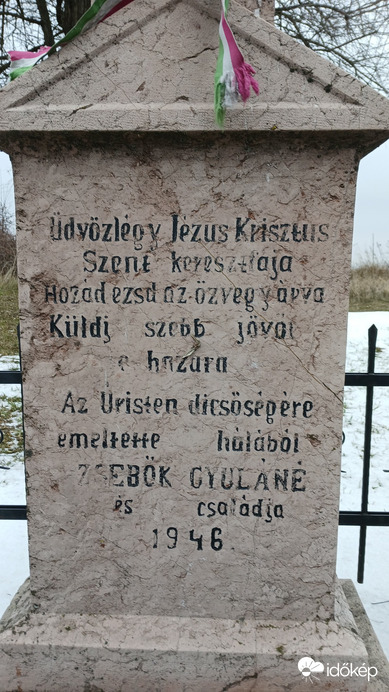 Üdvözlégy Jézus Krisztus
Szent keresztfája
Hozád ezsd az özvegy árva
Küldj szebb jövőt
e hazára
Az Úristen dicsőségére
emeltette hálából
ZSEBŐK GYULÁNÉ
és családja
1946
időkép